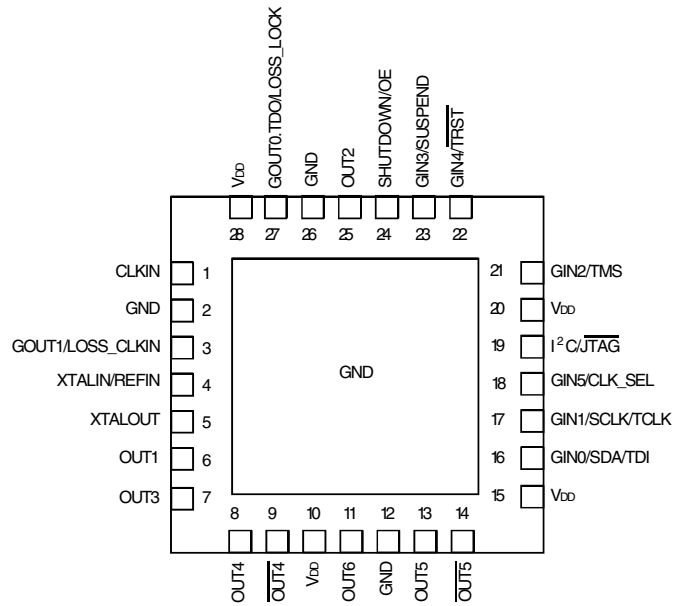 VDD
GOUT0.TDO/LOSS_LOCK
GND
OUT2
SHUTDOWN/OE
GIN3/SUSPEND
GIN4/TRST
28 27 26 25 24 23 22
CLKIN 1
GND 2
GOUT1/LOSS_CLKIN 3
XTALIN/REFIN 4
XTALOUT 5
OUT1 6
OUT3 7
GND
21 GIN2/TMS
20 VDD
19 I²C/JTAG
18 GIN5/CLK_SEL
17 GIN1/SCLK/TCLK
16 GIN0/SDA/TDI
15 VDD
8 9 10 11 12 13 14
OUT4
OUT4
VDD
OUT6
GND
OUT5
OUT5